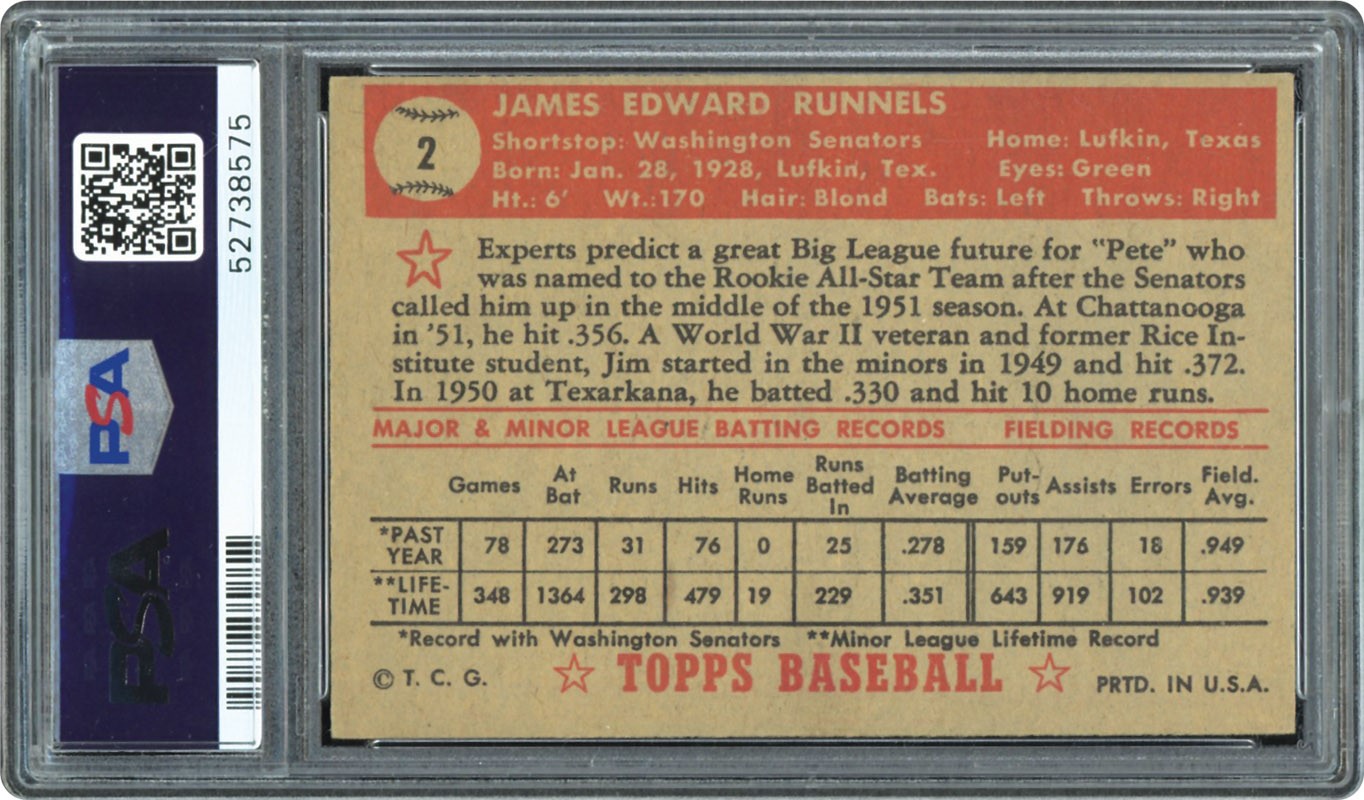 52738575
PSA
PSA
2
JAMES EDWARD RUNNELS
Shortstop: Washington Senators Home: Lufkin, Texas
Born: Jan. 28, 1928, Lufkin, Tex. Eyes: Green
Ht.: 6' Wt.:170 Hair: Blond Bats: Left Throws: Right
Experts predict a great Big League future for "Pete" who
was named to the Rookie All-Star Team after the Senators
called him up in the middle of the 1951 season. At Chattanooga
in '51, he hit .356. A World War II veteran and former Rice In-
stitute student, Jim started in the minors in 1949 and hit .372.
In 1950 at Texarkana, he batted .330 and hit 10 home runs.
MAJOR & MINOR LEAGUE BATTING RECORDS FIELDING RECORDS
Games At Bat Runs Hits Home Runs Runs Batted In Batting Average Put-outs Assists Errors Field. Avg.
*PAST YEAR 78 273 31 76 0 25 .278 159 176 18 .949
**LIFE-TIME 348 1364 298 479 19 229 .351 643 919 102 .939
*Record with Washington Senators **Minor League Lifetime Record
© T. C. G. TOPPS BASEBALL PRTD. IN U.S.A.